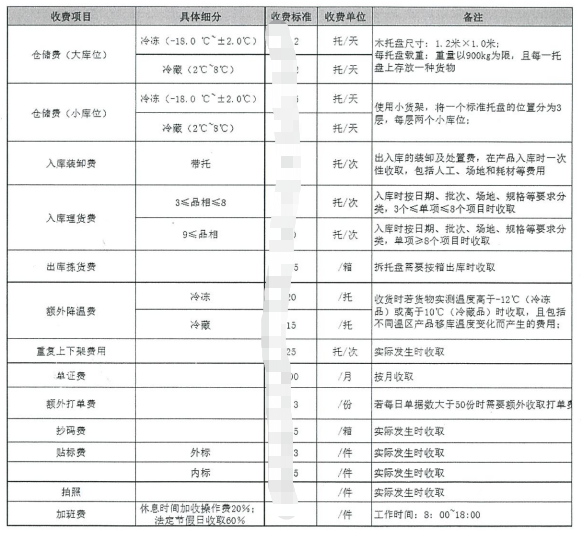 收费项目 具体细分 收费标准 收费单位 备注
仓储费（大库位） 冷冻（-18.0 ℃~±2.0℃） 2 托/天 木托盘尺寸：1.2米×1.0米；
每托盘载重：重量以900kg为限，且每一托
盘上存放一种货物
冷藏（2℃~8℃） 托/天
仓储费（小库位） 冷冻（-18.0 ℃~±2.0℃） 托/天 使用小货架，将一个标准托盘的位置分为3
层，每层两个小库位；
冷藏（2℃~8℃） 托/天
入库装卸费 带托 托/次 出入库的装卸及处置费，在产品入库时一次
性收取，包括人工、场地和耗材等费用
入库理货费 3≤品相≤8 托/次 入库时按日期、批次、场地、规格等要求分
类，3个≤单项≤8个项目时收取
9≤品相 0 托/次 入库时按日期、批次、场地、规格等要求分
类，单项≥8个项目时收取
出库拣货费 5 /箱 拆托盘需要按箱出库时收取
额外降温费 冷冻 20 /托 收货时若货物实测温度高于-12℃（冷冻
品）或高于10℃（冷藏品）时收取，且包括
不同温区产品移库温度变化而产生的费用；
冷藏 15 /托
重复上下架费用 25 托/次 实际发生时收取
单证费 00 /月 按月收取
额外打单费 3 /份 若每日单据数大于50份时需要额外收取打单费
抄码费 5 /箱 实际发生时收取
贴标费 外标 3 /件 实际发生时收取
内标 5 /件 实际发生时收取
拍照 /件 实际发生时收取
加班费 休息时间加收操作费20%；
法定节假日收取60% /件 工作时间：8：00~18:00